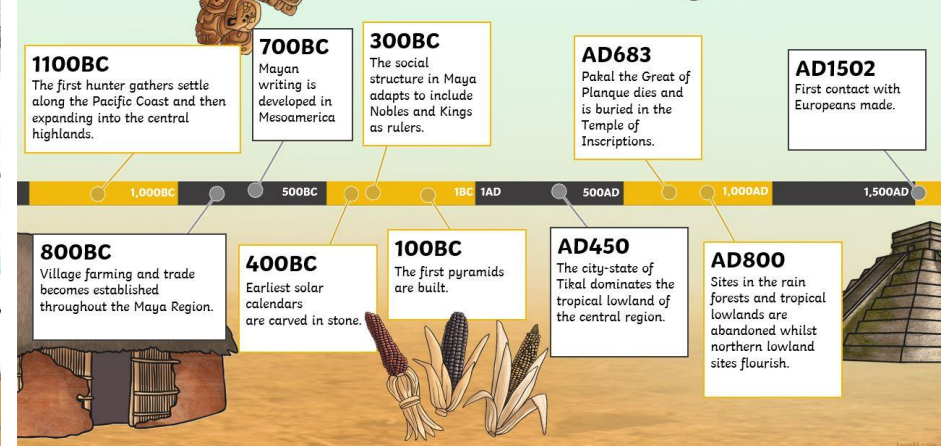 1100BC
The first hunter gathers settle
along the Pacific Coast and then
expanding into the central
highlands.
700BC
Mayan
writing is
developed in
Mesoamerica
300BC
The social
structure in Maya
adapts to include
Nobles and Kings
as rulers.
AD683
Pakal the Great of
Planque dies and
is buried in the
Temple of
Inscriptions.
AD1502
First contact with
Europeans made.
1,000BC
500BC
1BC
1AD
500AD
1,000AD
1,500AD
800BC
Village farming and trade
becomes established
throughout the Maya Region.
400BC
Earliest solar
calendars
are carved in stone.
100BC
The first pyramids
are built.
AD450
The city-state of
Tikal dominates the
tropical lowland of
the central region.
AD800
Sites in the rain
forests and tropical
lowlands are
abandoned whilst
northern lowland
sites flourish.